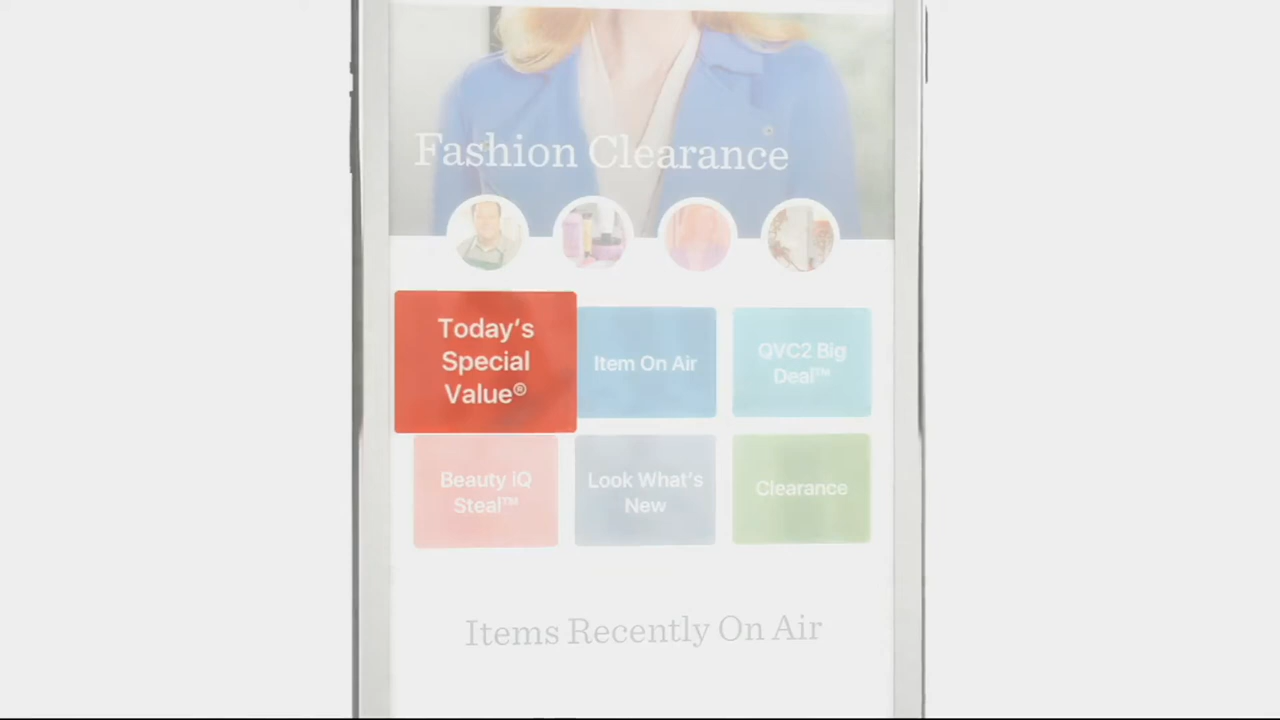 Fashion Clearance
Today's
Special
Value®
Item On Air
QVC2 Big
Deal™
Beauty iQ
Steal™
Look What's
New
Clearance
Items Recently On Air